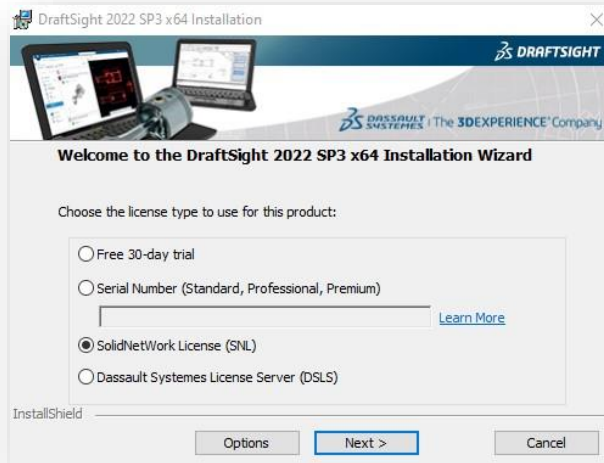 DraftSight 2022 SP3 x64 Installation
DS DRAFTSIGHT
DS DASSAULT SYSTEMES | The 3DEXPERIENCE® Company
Welcome to the DraftSight 2022 SP3 x64 Installation Wizard
Choose the license type to use for this product:
Free 30-day trial
Serial Number (Standard, Professional, Premium)
Learn More
SolidNetWork License (SNL)
Dassault Systemes License Server (DSLS)
InstallShield
Options Next > Cancel